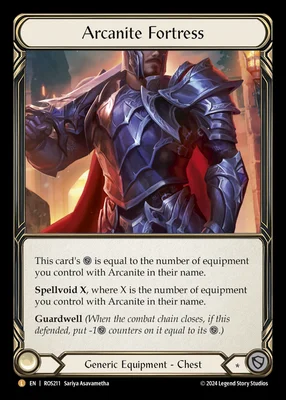 Arcanite Fortress
This card's is equal to the number of equipment
you control with Arcanite in their name.
Spellvoid X, where X is the number of equipment
you control with Arcanite in their name.
Guardwell (When the combat chain closes, if this
defended, put -1 counters on it equal to its .)
Generic Equipment - Chest
*
L EN | ROS211 Sariya Asavametha
©2024 Legend Story Studios